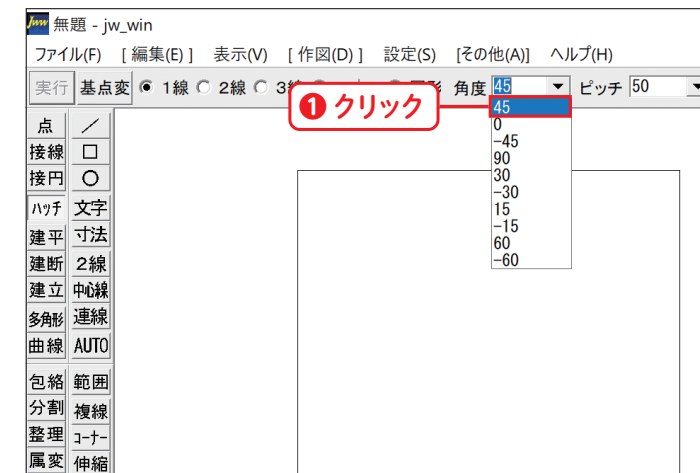 Jww 無題 - jw_win
ファイル(F) [ 編集(E) ] 表示(V) [ 作図(D) ] 設定(S) [その他(A)] ヘルプ(H)
実行 基点変 1線 2線 3 角度 45 ピッチ 50
❶ クリック
45
0
-45
90
30
-30
15
-15
60
-60
点
接線
接円
ハッチ 文字
建平 寸法
建断 2線
建立 中心線
多角形 連線
曲線 AUTO
包絡 範囲
分割 複線
整理 コーナー
属変 伸縮